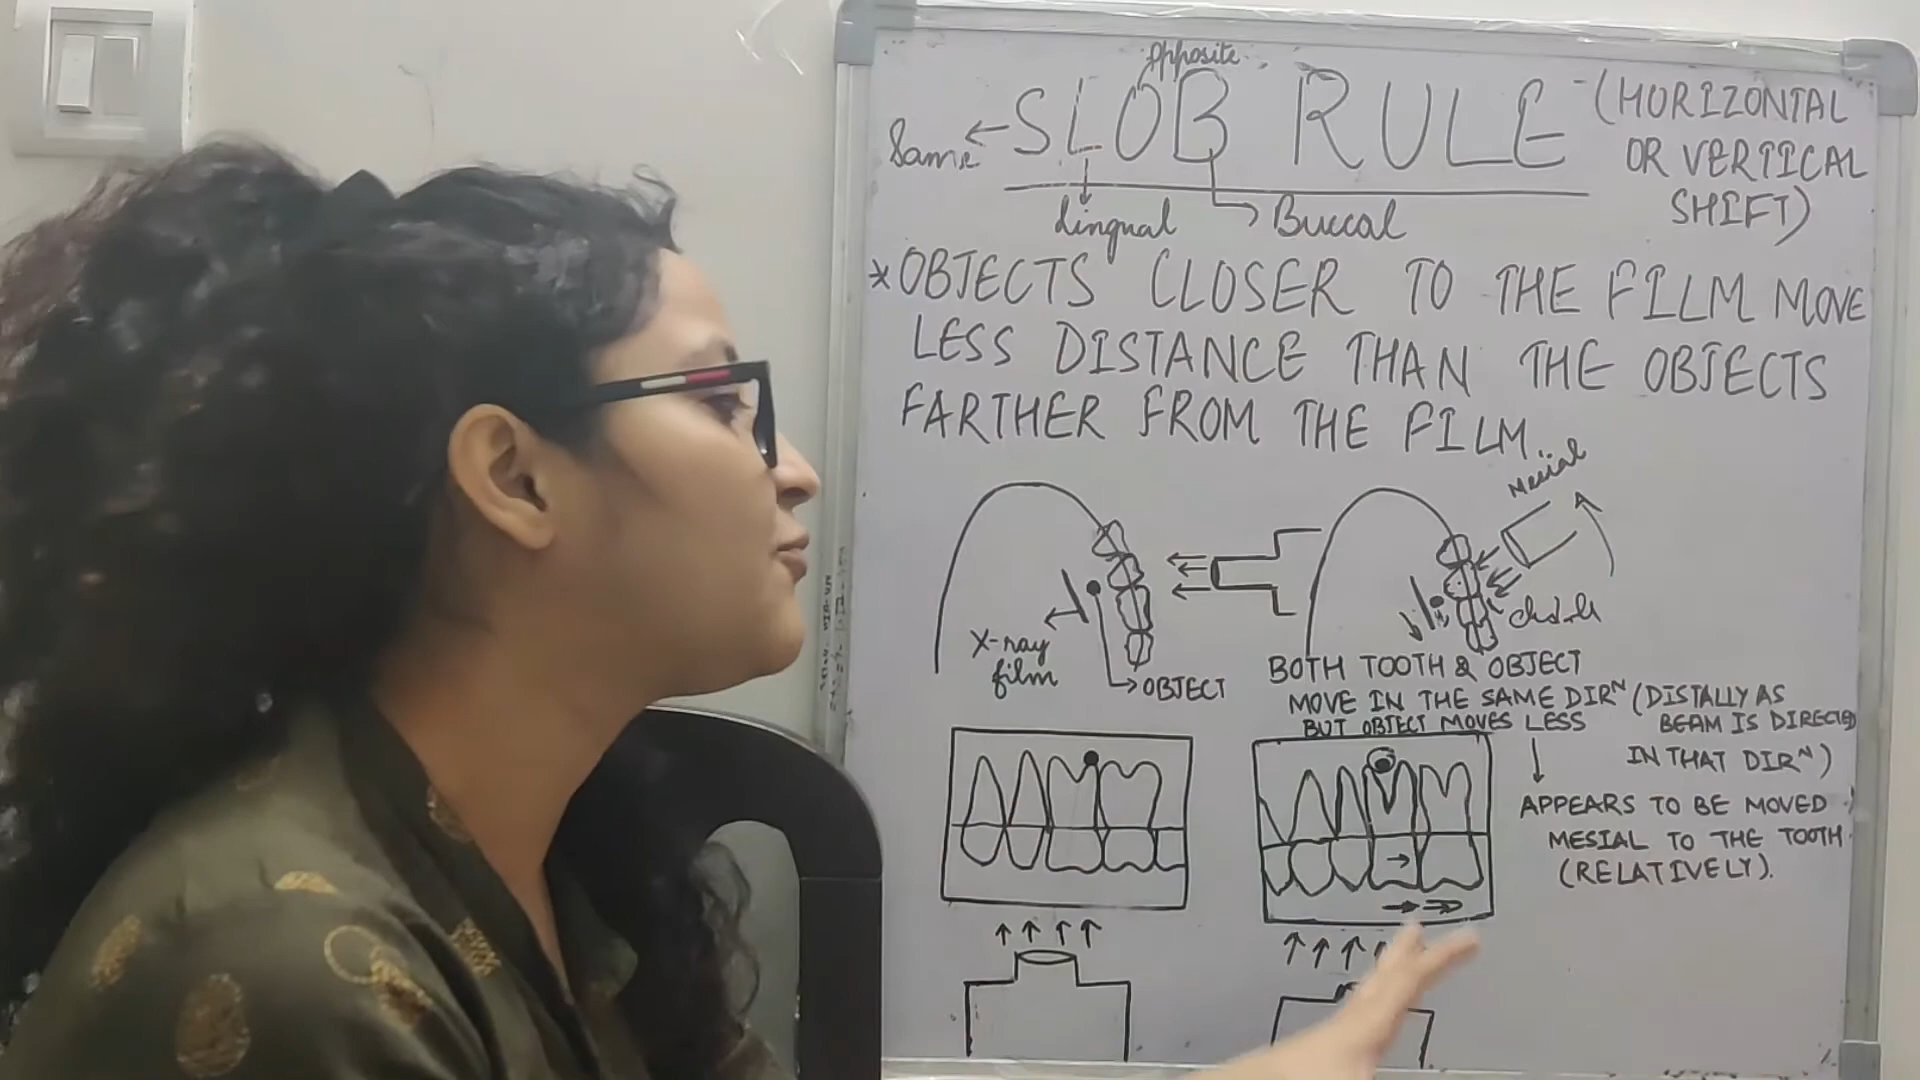 opposite
SLOB RULE - (HORIZONTAL
OR VERTICAL
SHIFT)
Same
Lingual
Buccal
* OBJECTS CLOSER TO THE FILM MOVE
LESS DISTANCE THAN THE OBJECTS
FARTHER FROM THE FILM
X-ray
film
OBJECT
Mesial
BOTH TOOTH & OBJECT
MOVE IN THE SAME DIRN (DISTALLY AS
BUT OBJECT MOVES LESS
BEAM IS DIRECTED
IN THAT DIRN)
APPEARS TO BE MOVED
MESIAL TO THE TOOTH
(RELATIVELY).